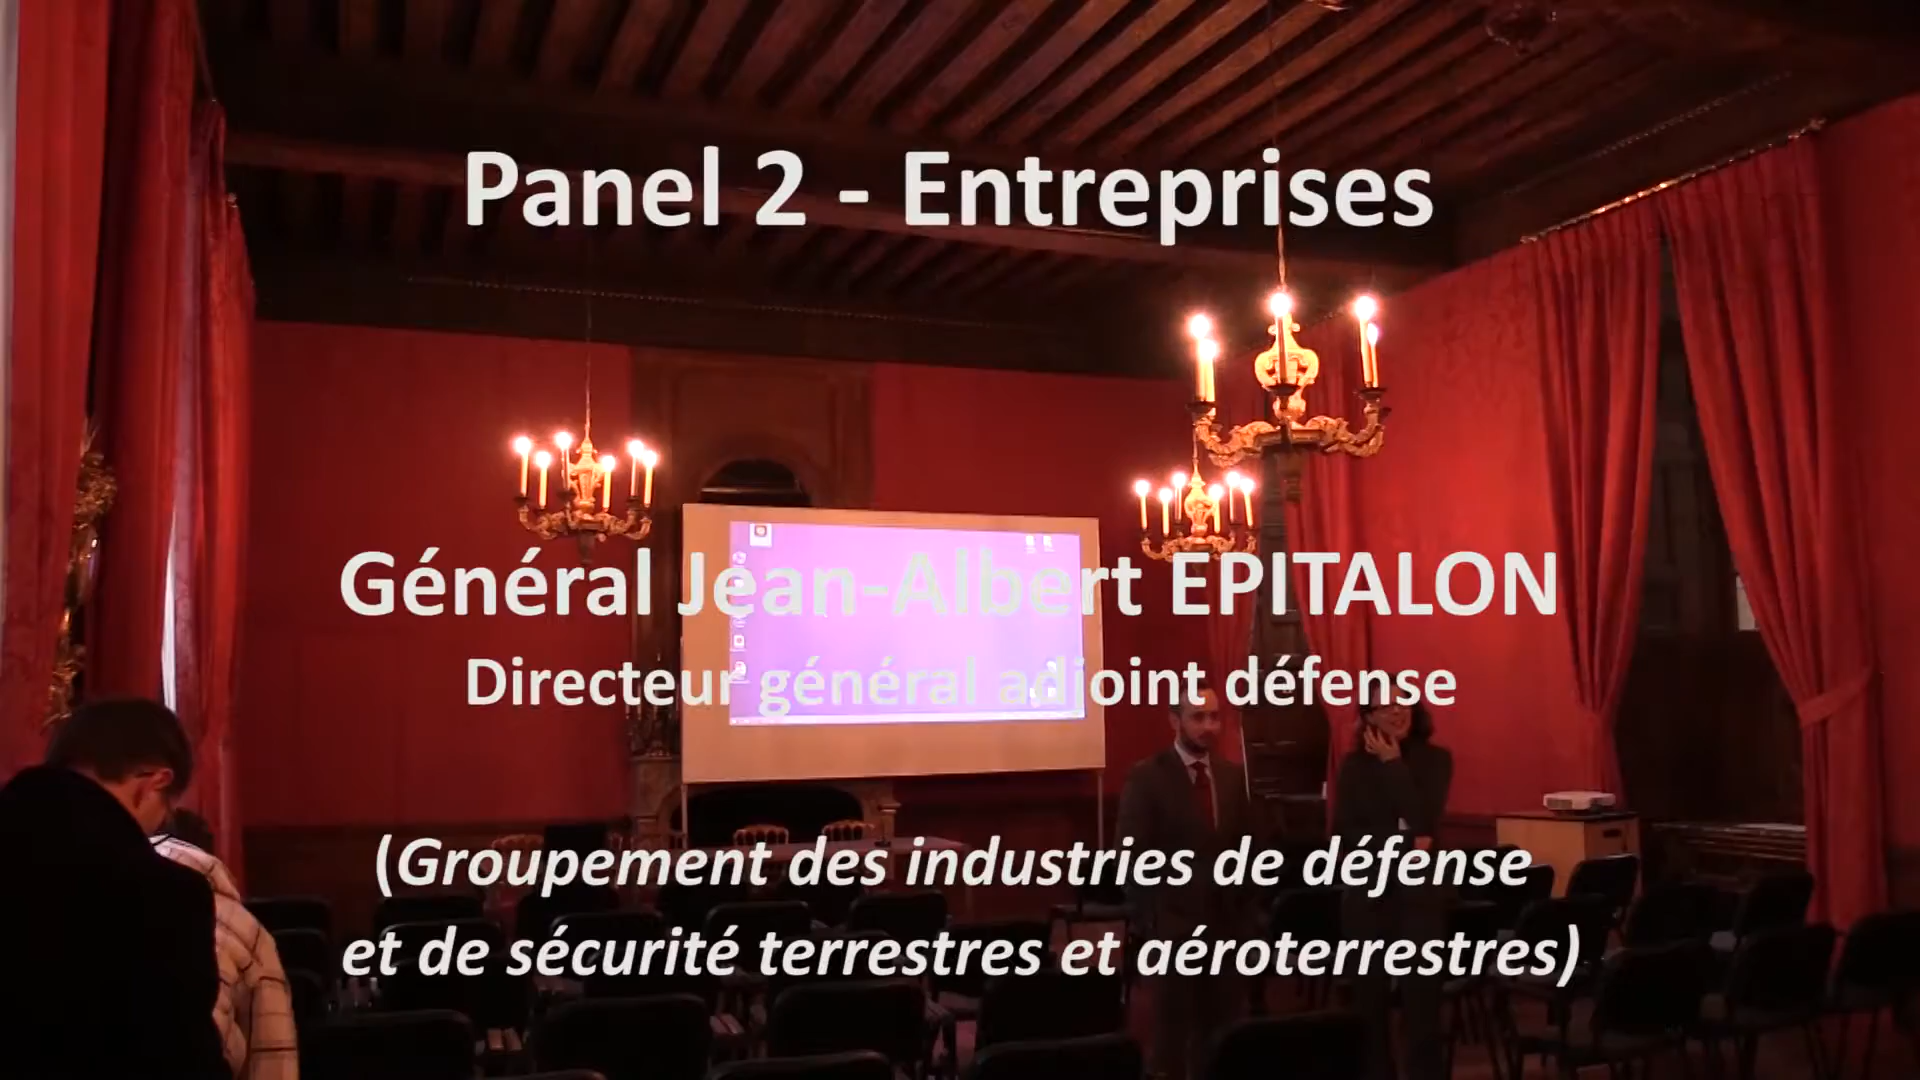 Panel 2 - Entreprises
Général Jean-Albert EPITALON
Directeur général adjoint défense
(Groupement des industries de défense
et de sécurité terrestres et aéroterrestres)